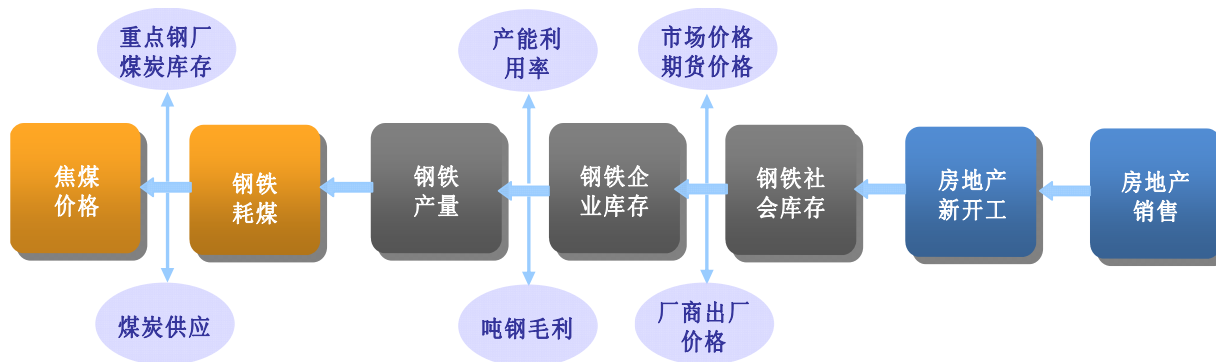 重点钢厂
煤炭库存
产能利
用率
市场价格
期货价格
焦煤
价格
钢铁
耗煤
钢铁
产量
钢铁企
业库存
钢铁社
会库存
房地产
新开工
房地产
销售
煤炭供应
吨钢毛利
厂商出厂
价格